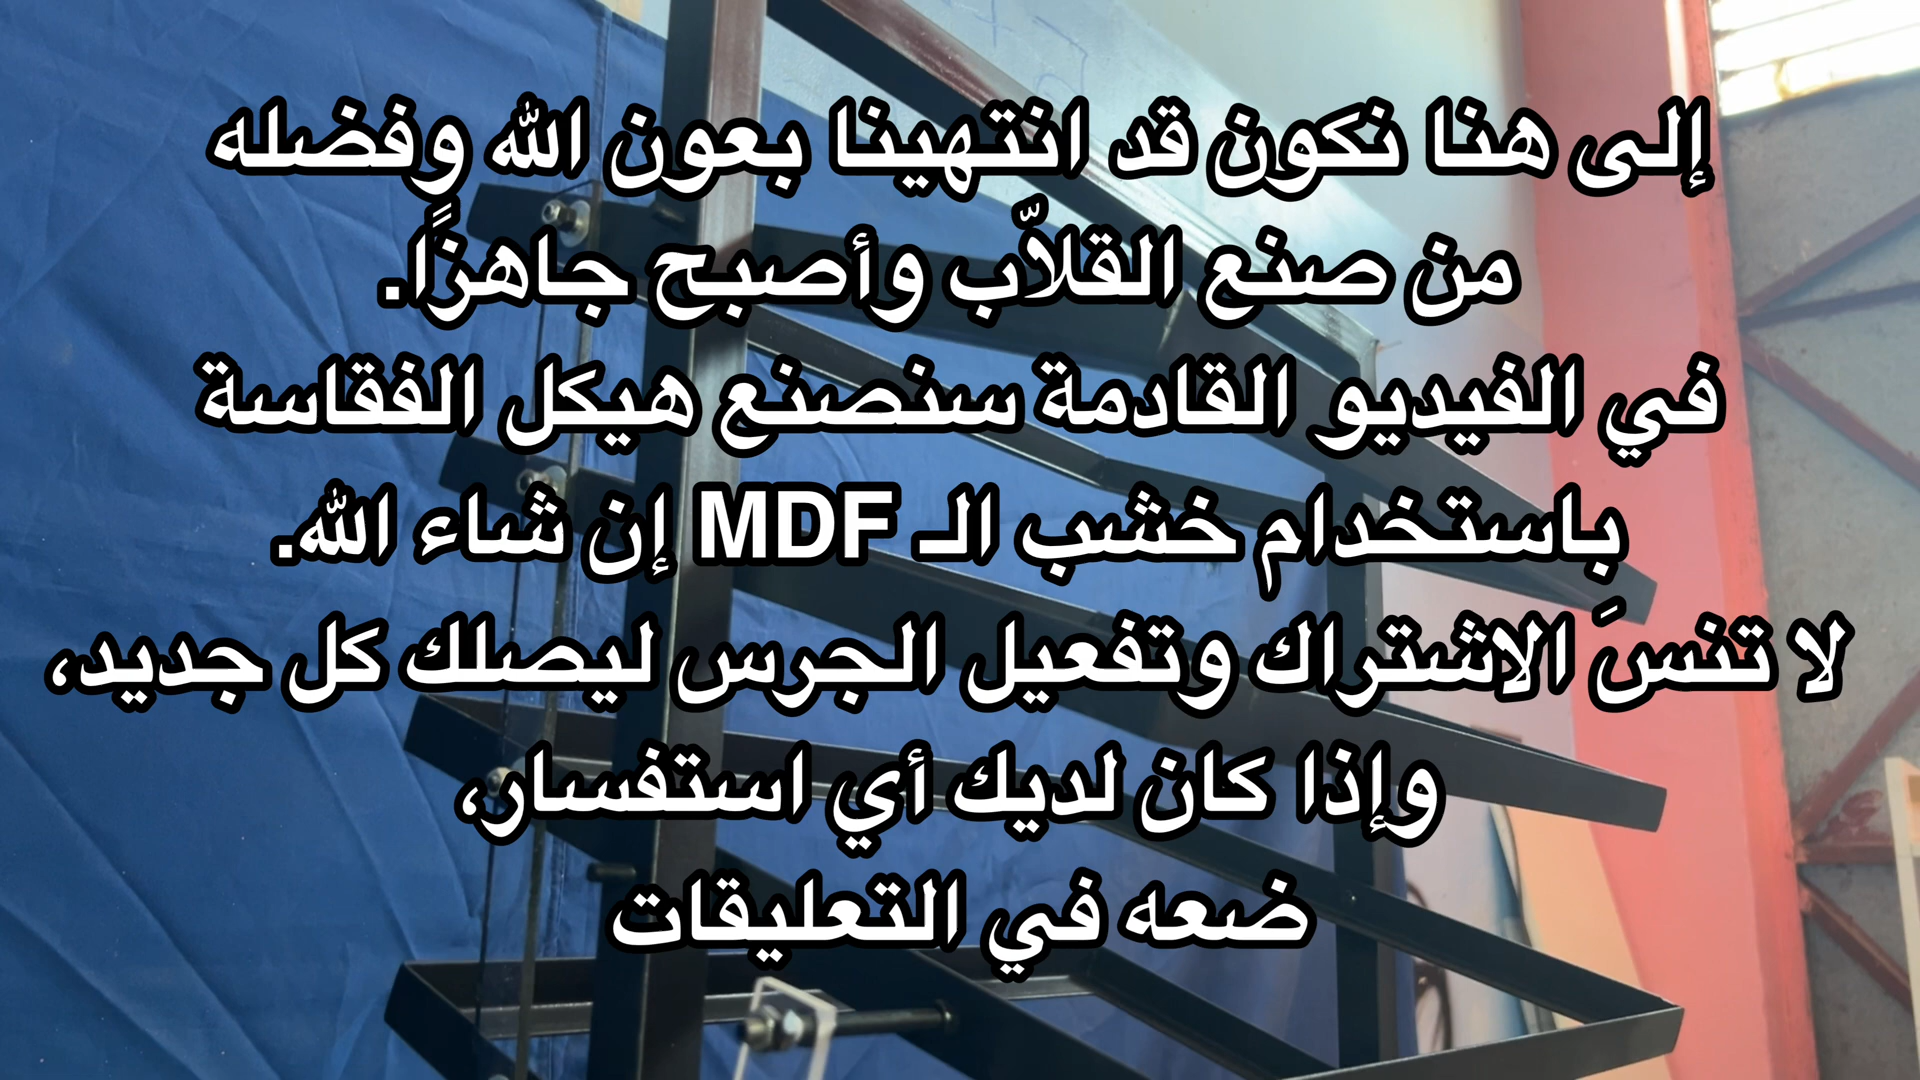 إلى هنا نكون قد انتهينا بعون الله وفضله
من صنع القلاّب وأصبح جاهزًا.
في الفيديو القادمة سنصنع هيكل الفقاسة
باستخدام خشب الـ MDF إن شاء الله.
لا تنسَ الاشتراك وتفعيل الجرس ليصلك كل جديد،
وإذا كان لديك أي استفسار،
ضعه في التعليقات